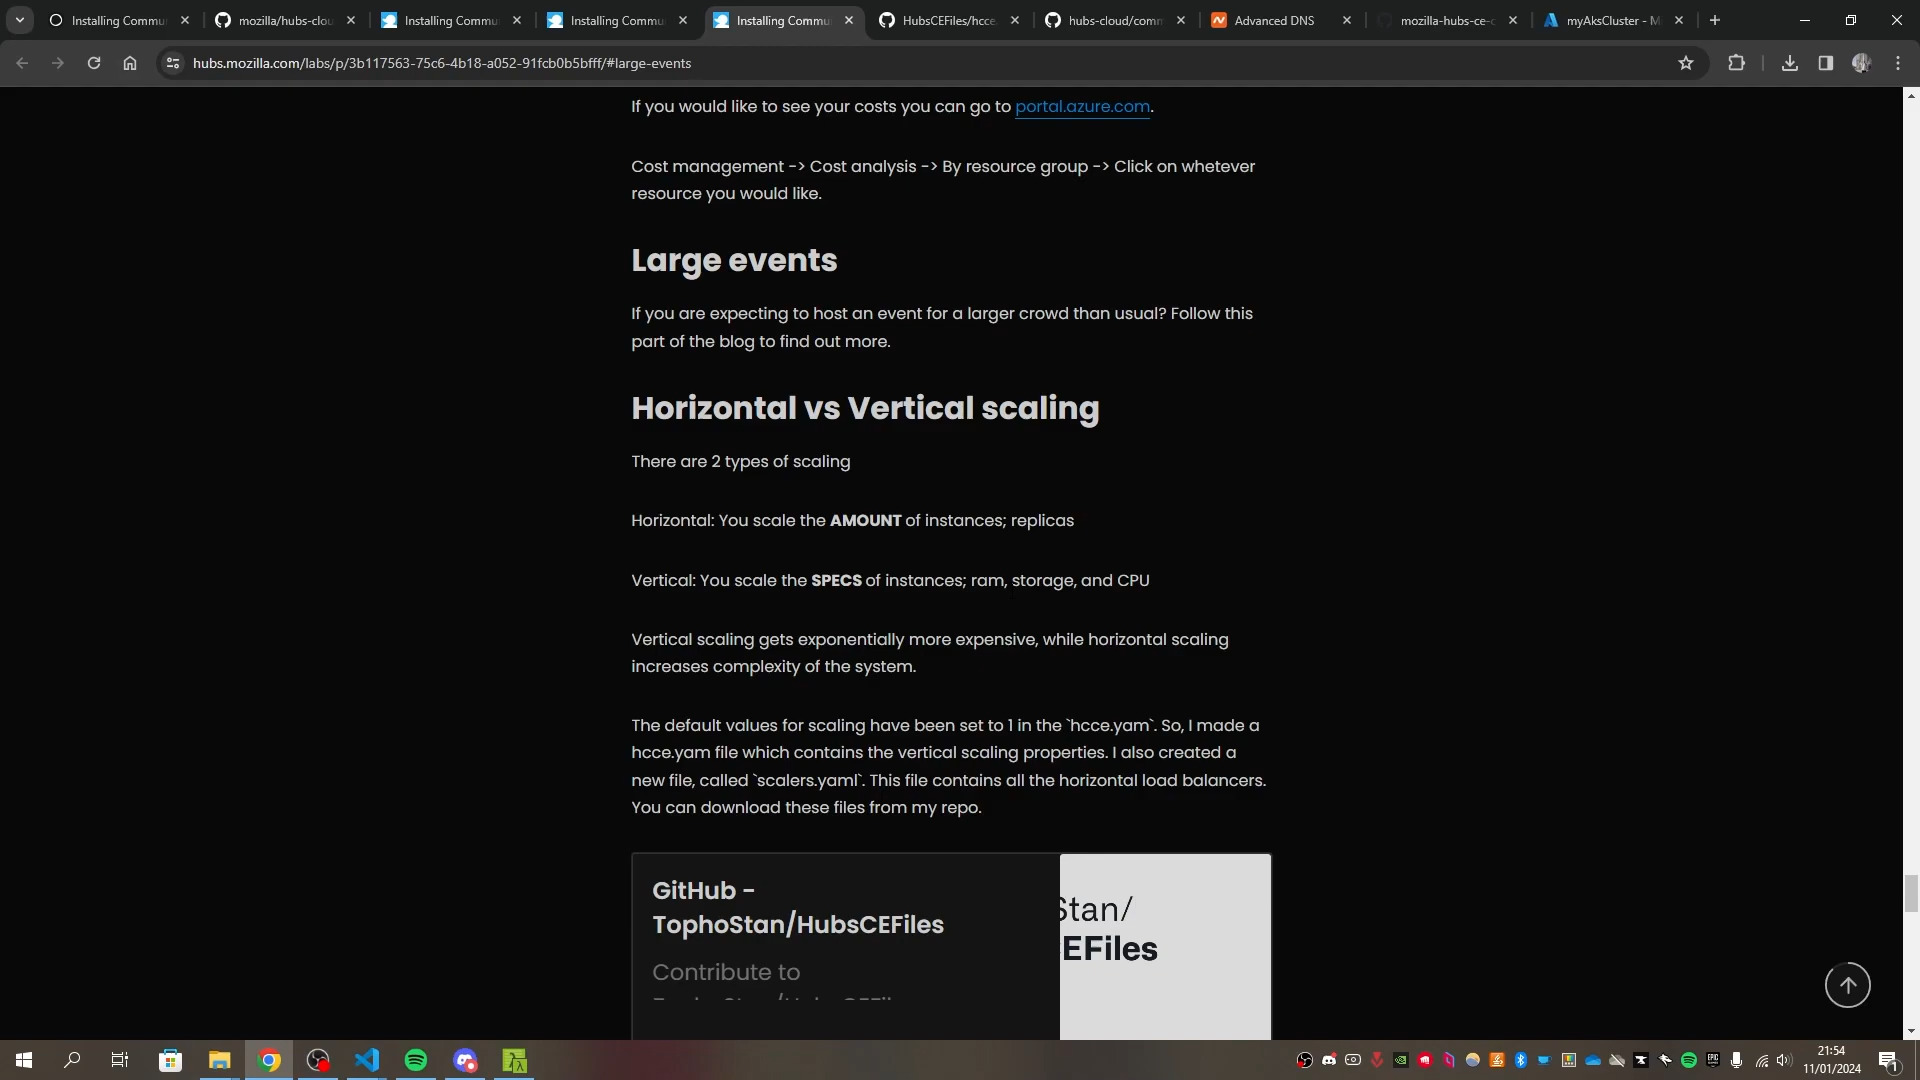 Installing Commu
mozilla/hubs-clou
Installing Commu
Installing Commu
Installing Commu
HubsCEFiles/hcce.
hubs-cloud/comm
Advanced DNS
mozilla-hubs-ce-c
myAksCluster - M
hubs.mozilla.com/labs/p/3b117563-75c6-4b18-a052-91fcb0b5bfff/#large-events
If you would like to see your costs you can go to portal.azure.com.
Cost management -> Cost analysis -> By resource group -> Click on whetever
resource you would like.
Large events
If you are expecting to host an event for a larger crowd than usual? Follow this
part of the blog to find out more.
Horizontal vs Vertical scaling
There are 2 types of scaling
Horizontal: You scale the AMOUNT of instances; replicas
Vertical: You scale the SPECS of instances; ram, storage, and CPU
Vertical scaling gets exponentially more expensive, while horizontal scaling
increases complexity of the system.
The default values for scaling have been set to 1 in the `hcce.yam`. So, I made a
hcce.yam file which contains the vertical scaling properties. I also created a
new file, called `scalers.yaml`. This file contains all the horizontal load balancers.
You can download these files from my repo.
GitHub -
TophoStan/HubsCEFiles
Contribute to
Stan/
EFiles
21:54
11/01/2024
1